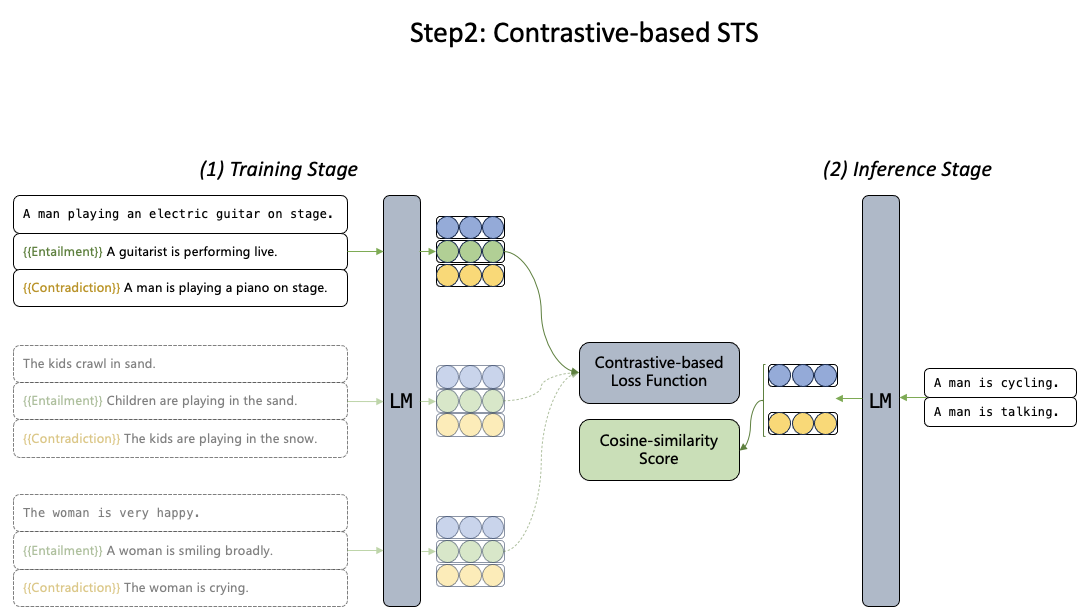 Step2: Contrastive-based STS
(1) Training Stage
(2) Inference Stage
A man playing an electric guitar on stage.
{{Entailment}} A guitarist is performing live.
{{Contradiction}} A man is playing a piano on stage.
The kids crawl in sand.
{{Entailment}} Children are playing in the sand.
{{Contradiction}} The kids are playing in the snow.
The woman is very happy.
{{Entailment}} A woman is smiling broadly.
{{Contradiction}} The woman is crying.
LM
Contrastive-based
Loss Function
Cosine-similarity
Score
LM
A man is cycling.
A man is talking.